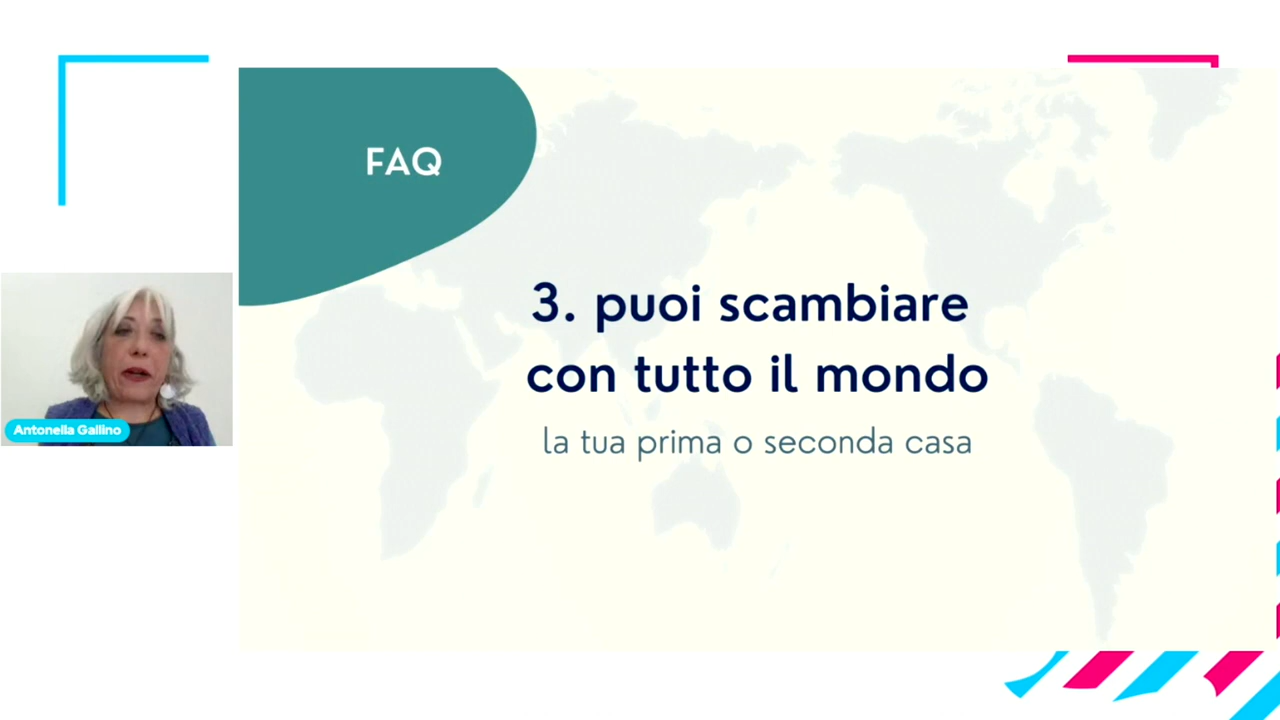 FAQ
3. puoi scambiare
con tutto il mondo
la tua prima o seconda casa
Antonella Gallino